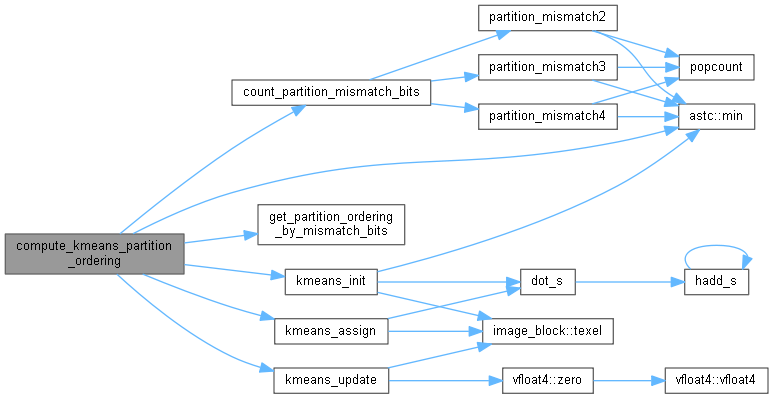 partition_mismatch2
partition_mismatch3
popcount
count_partition_mismatch_bits
partition_mismatch4
astc::min
get_partition_ordering
_by_mismatch_bits
compute_kmeans_partition
_ordering
kmeans_init
dot_s
hadd_s
kmeans_assign
image_block::texel
kmeans_update
vfloat4::zero
vfloat4::vfloat4